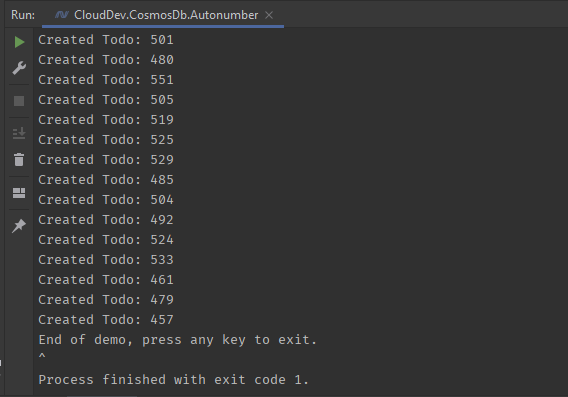 Run: CloudDev.CosmosDb.Autonumber
Created Todo: 501
Created Todo: 480
Created Todo: 551
Created Todo: 505
Created Todo: 519
Created Todo: 525
Created Todo: 529
Created Todo: 485
Created Todo: 504
Created Todo: 492
Created Todo: 524
Created Todo: 533
Created Todo: 461
Created Todo: 479
Created Todo: 457
End of demo, press any key to exit.
^
Process finished with exit code 1.